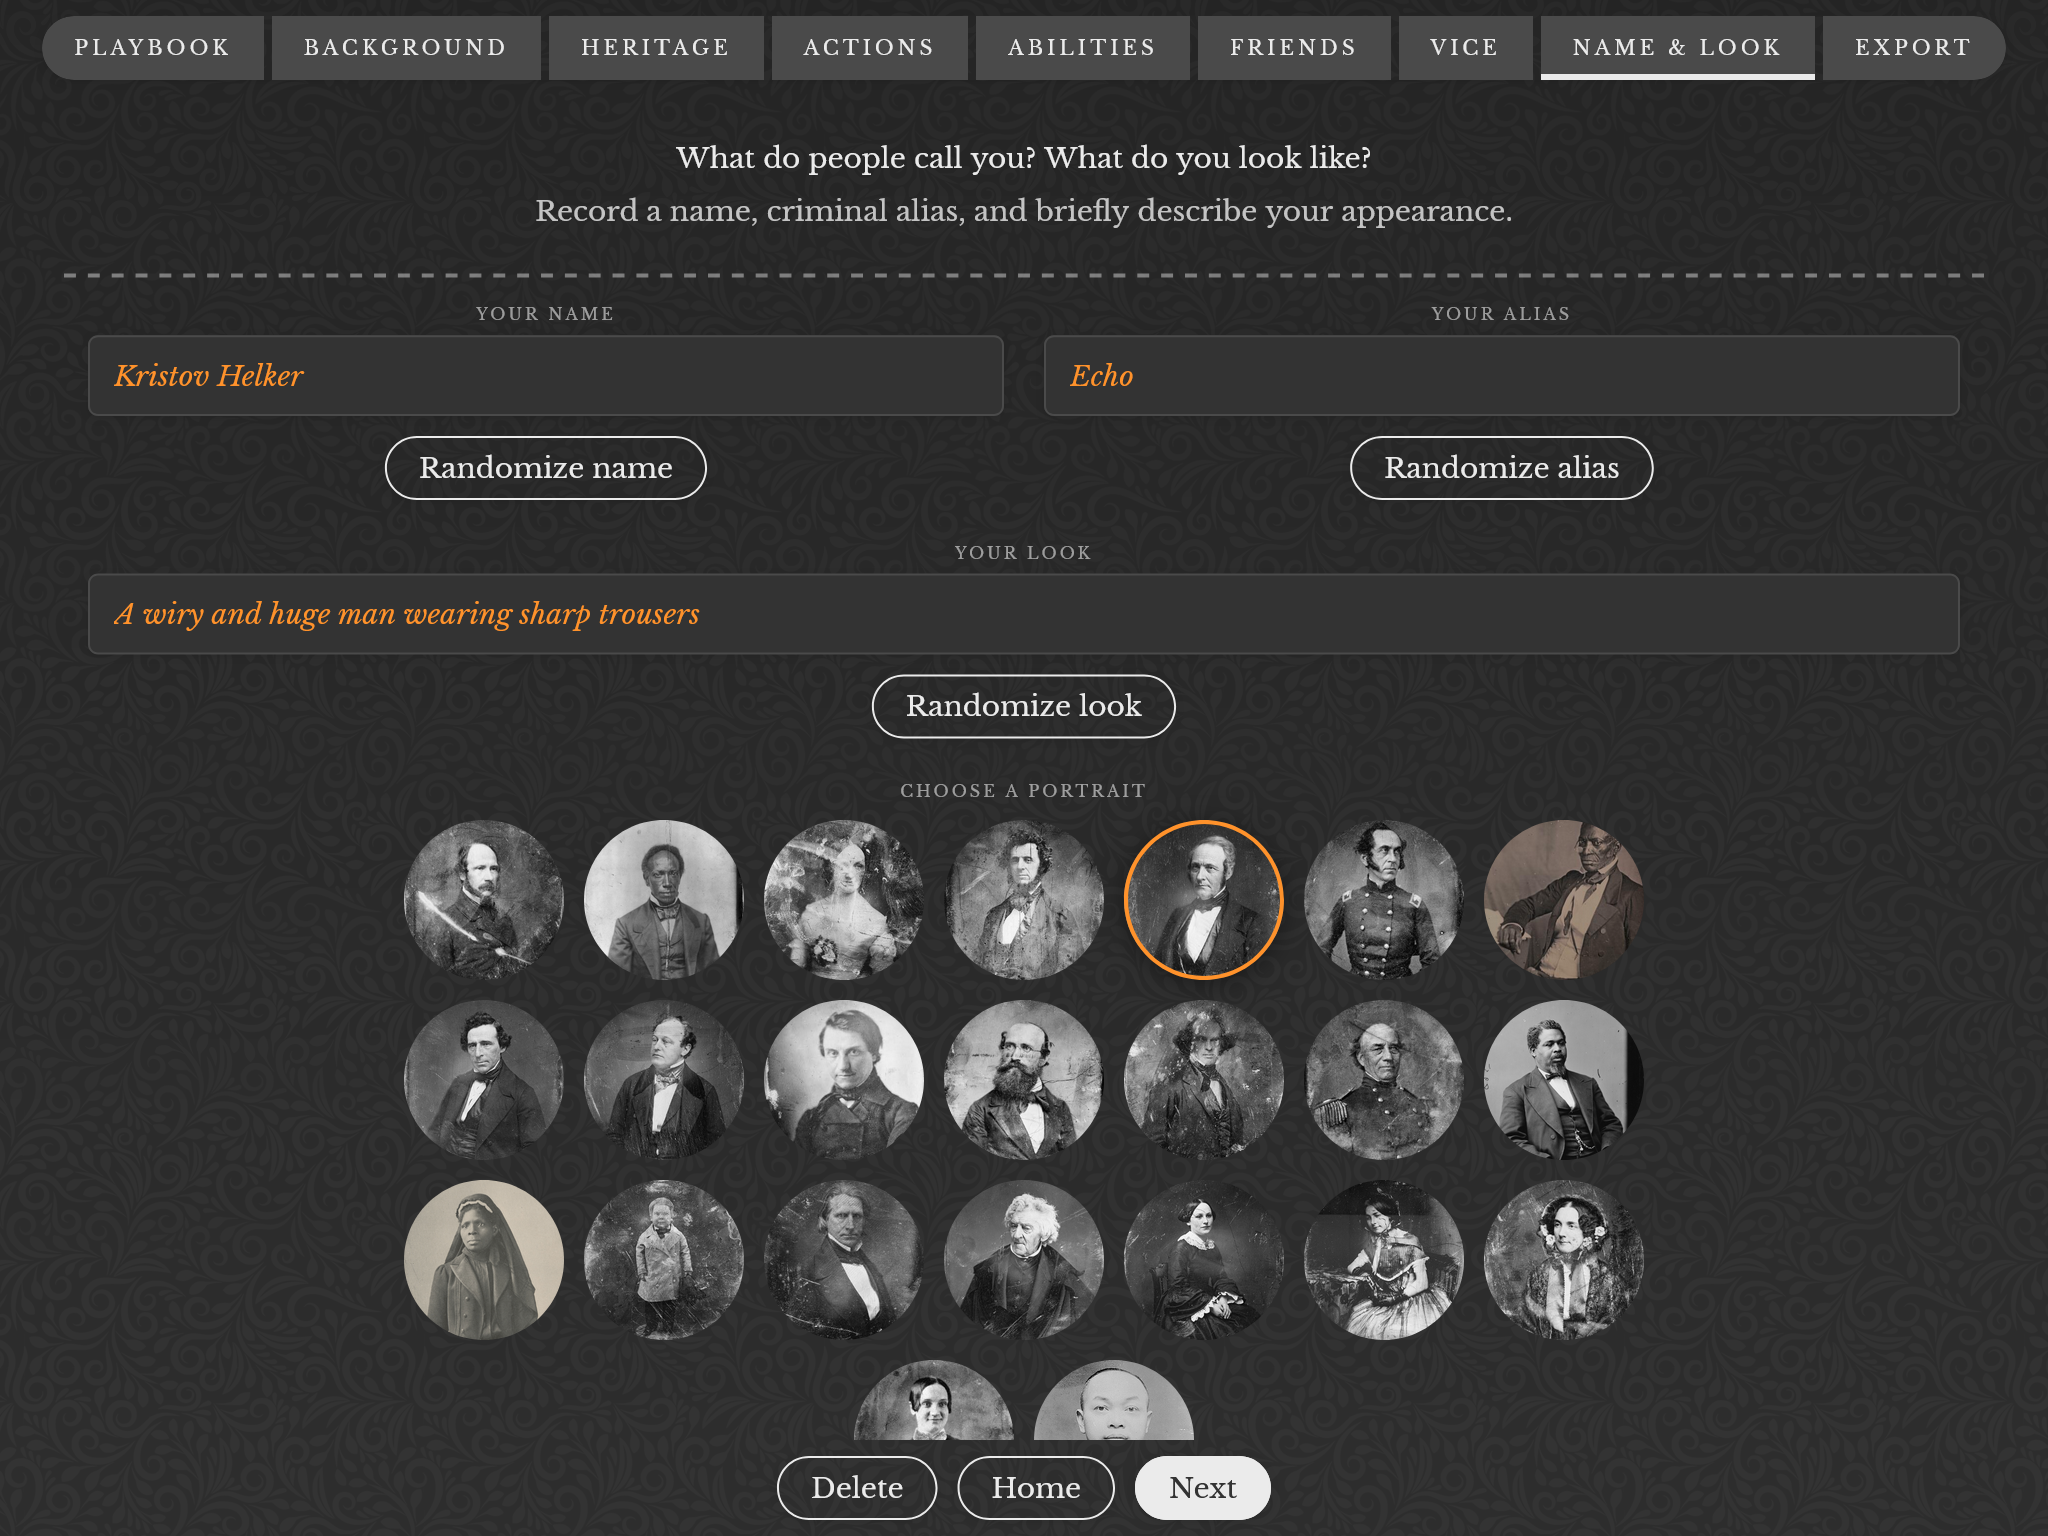 PLAYBOOK BACKGROUND HERITAGE ACTIONS ABILITIES FRIENDS VICE NAME & LOOK EXPORT
What do people call you? What do you look like?
Record a name, criminal alias, and briefly describe your appearance.
YOUR NAME YOUR ALIAS
Kristov Helker Echo
Randomize name Randomize alias
YOUR LOOK
A wiry and huge man wearing sharp trousers
Randomize look
CHOOSE A PORTRAIT
Delete Home Next